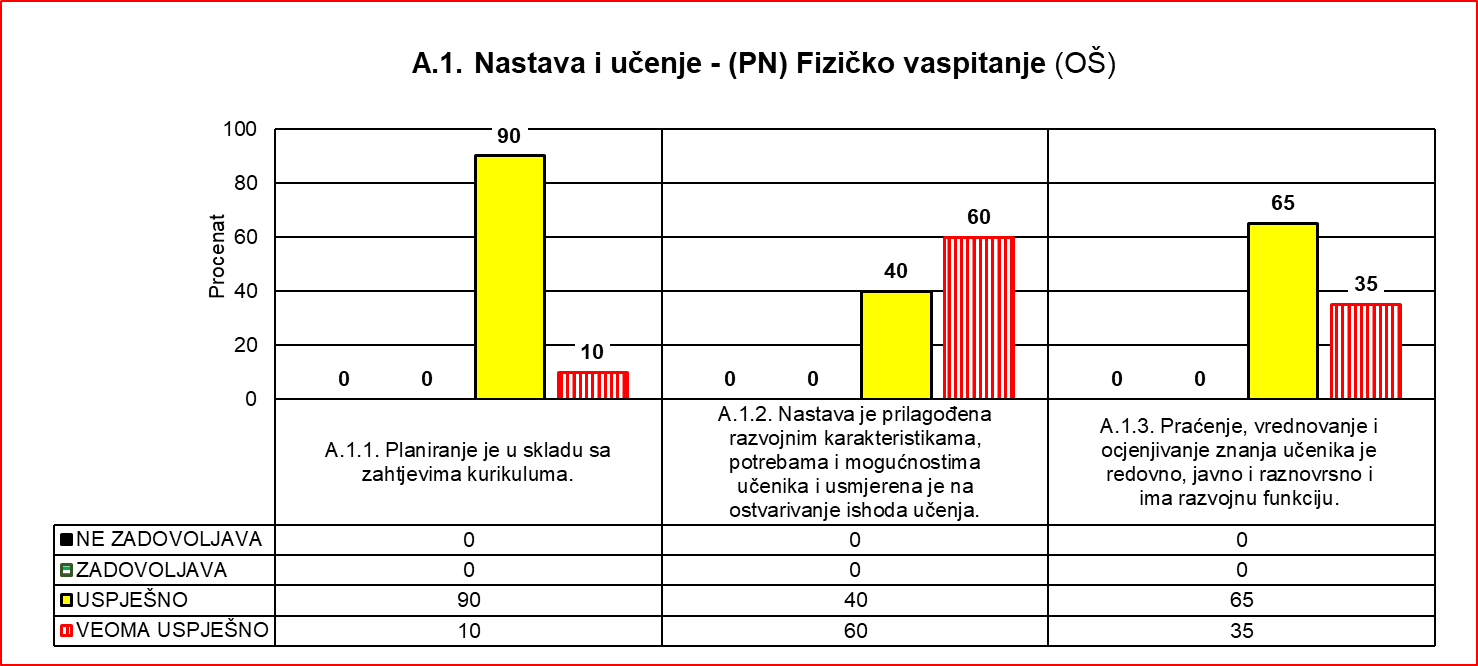 A.1. Nastava i učenje - (PN) Fizičko vaspitanje (OŠ)
Procenat
100
80
60
40
20
0
0
0
90
10
0
0
40
60
0
0
65
35
A.1.1. Planiranje je u skladu sa
zahtjevima kurikuluma.
A.1.2. Nastava je prilagođena
razvojnim karakteristikama,
potrebama i mogućnostima
učenika i usmjerena je na
ostvarivanje ishoda učenja.
A.1.3. Praćenje, vrednovanje i
ocjenjivanje znanja učenika je
redovno, javno i raznovrsno i
ima razvojnu funkciju.
NE ZADOVOLJAVA 0 0 0
ZADOVOLJAVA 0 0 0
USPJEŠNO 90 40 65
VEOMA USPJEŠNO 10 60 35